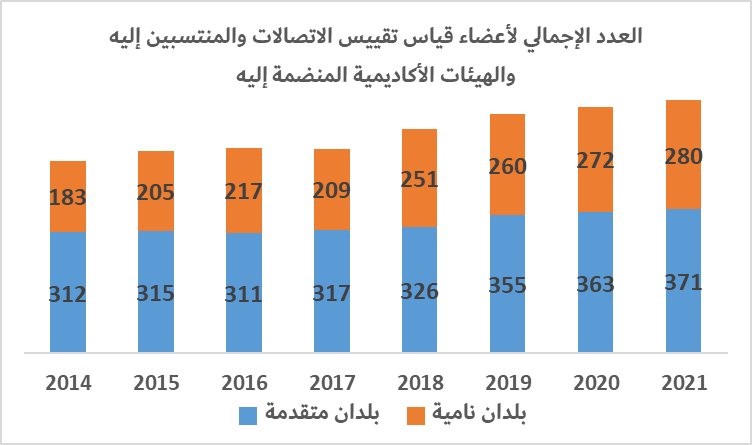 العدد الإجمالي لأعضاء قياس تقييس الاتصالات والمنتسبين إليه
والهيئات الأكاديمية المنضمة إليه
183 205 217 209 251 260 272 280
312 315 311 317 326 355 363 371
2014 2015 2016 2017 2018 2019 2020 2021
بلدان نامية بلدان متقدمة